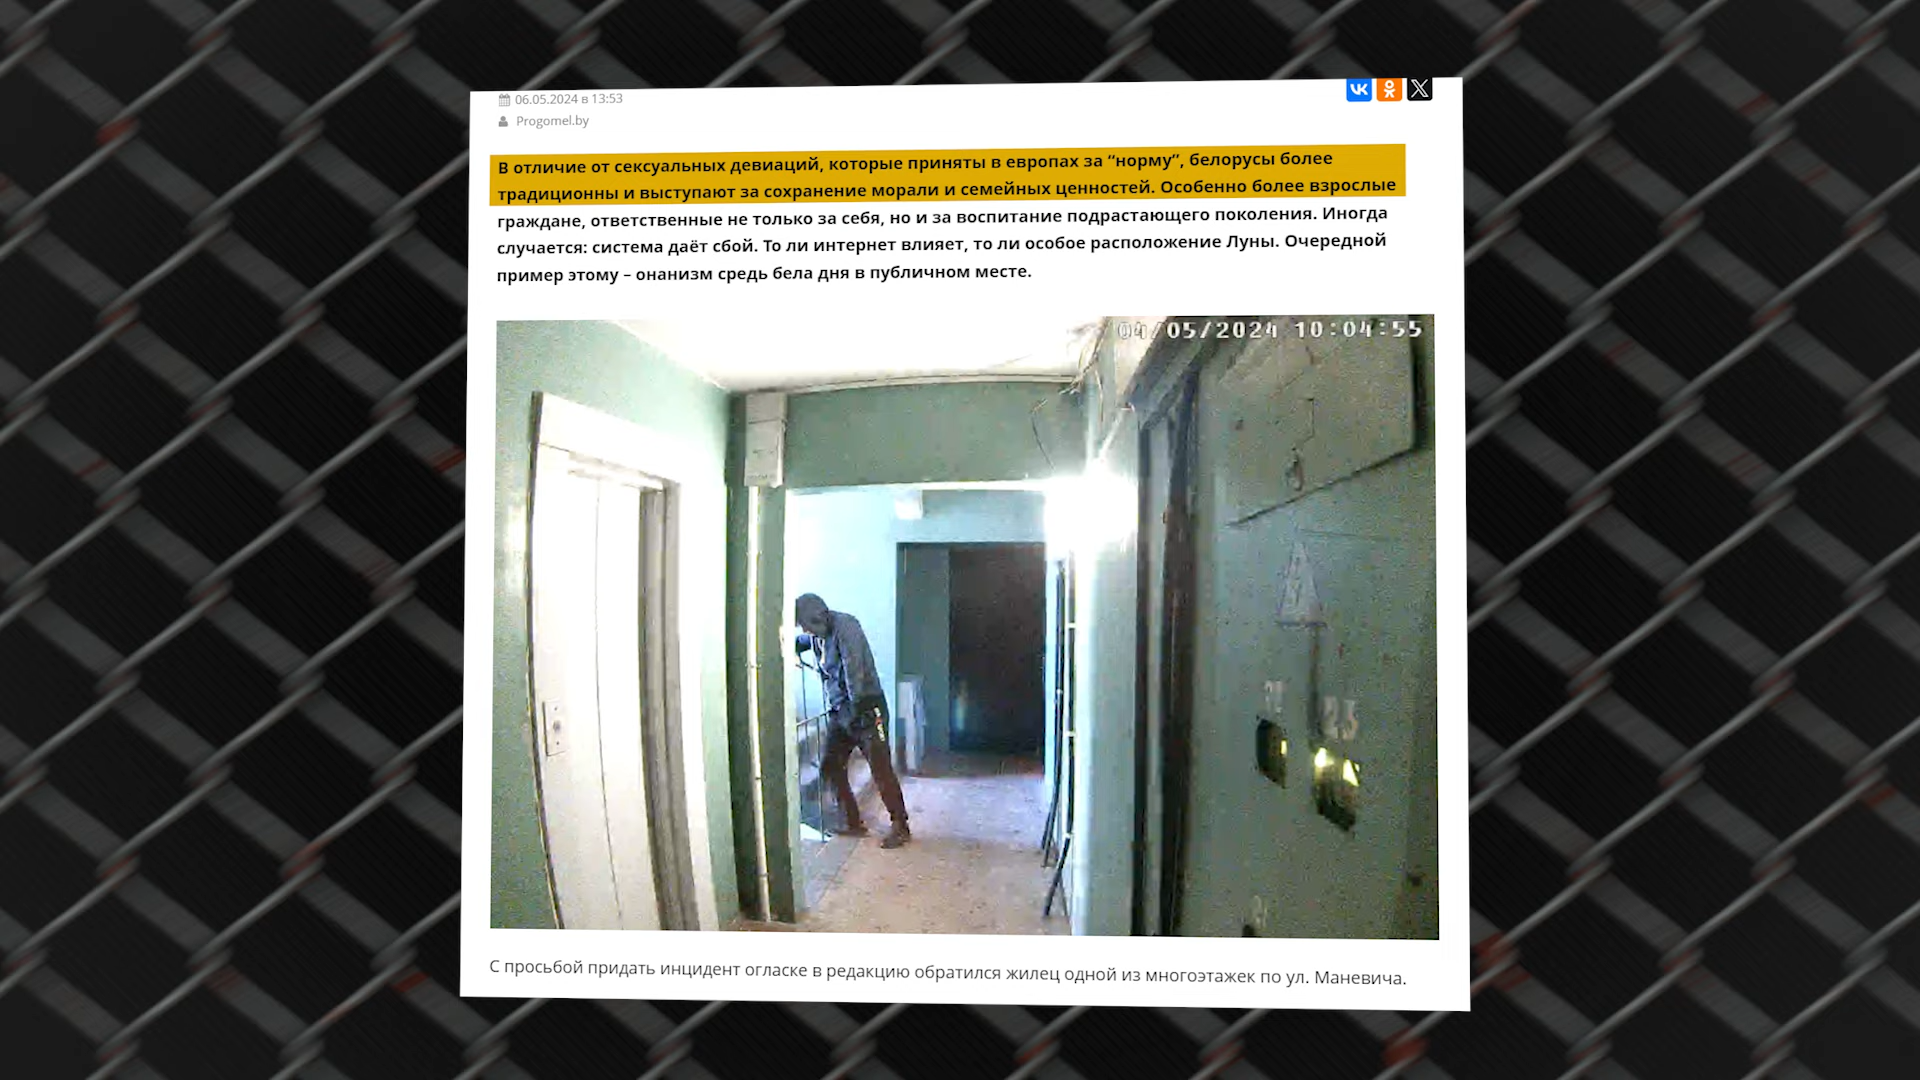 06.05.2024 в 13:53
Progomel.by
В отличие от сексуальных девиаций, которые приняты в европах за “норму”, белорусы более
традиционны и выступают за сохранение морали и семейных ценностей. Особенно более взрослые
граждане, ответственные не только за себя, но и за воспитание подрастающего поколения. Иногда
случается: система даёт сбой. То ли интернет влияет, то ли особое расположение Луны. Очередной
пример этому – онанизм средь бела дня в публичном месте.
04/05/2024 10:04:55
23
С просьбой придать инцидент огласке в редакцию обратился жилец одной из многоэтажек по ул. Маневича.